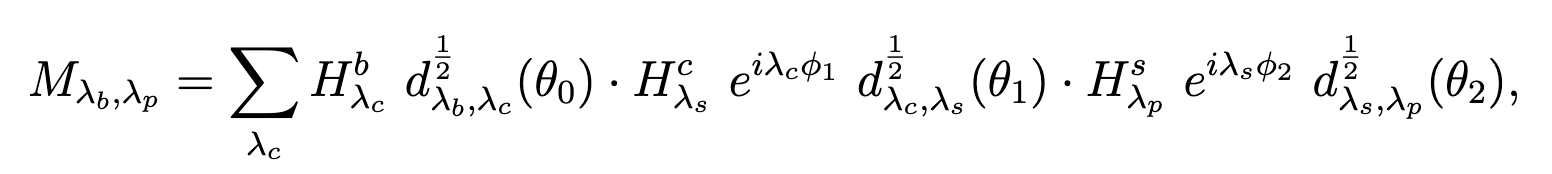 $M_{\lambda_b,\lambda_p} = \sum_{\lambda_c} H^b_{\lambda_c} \, d^{\frac{1}{2}}_{\lambda_b,\lambda_c}(\theta_0) \cdot H^c_{\lambda_s} \, e^{i\lambda_c\phi_1} \, d^{\frac{1}{2}}_{\lambda_c,\lambda_s}(\theta_1) \cdot H^s_{\lambda_p} \, e^{i\lambda_s\phi_2} \, d^{\frac{1}{2}}_{\lambda_s,\lambda_p}(\theta_2),$